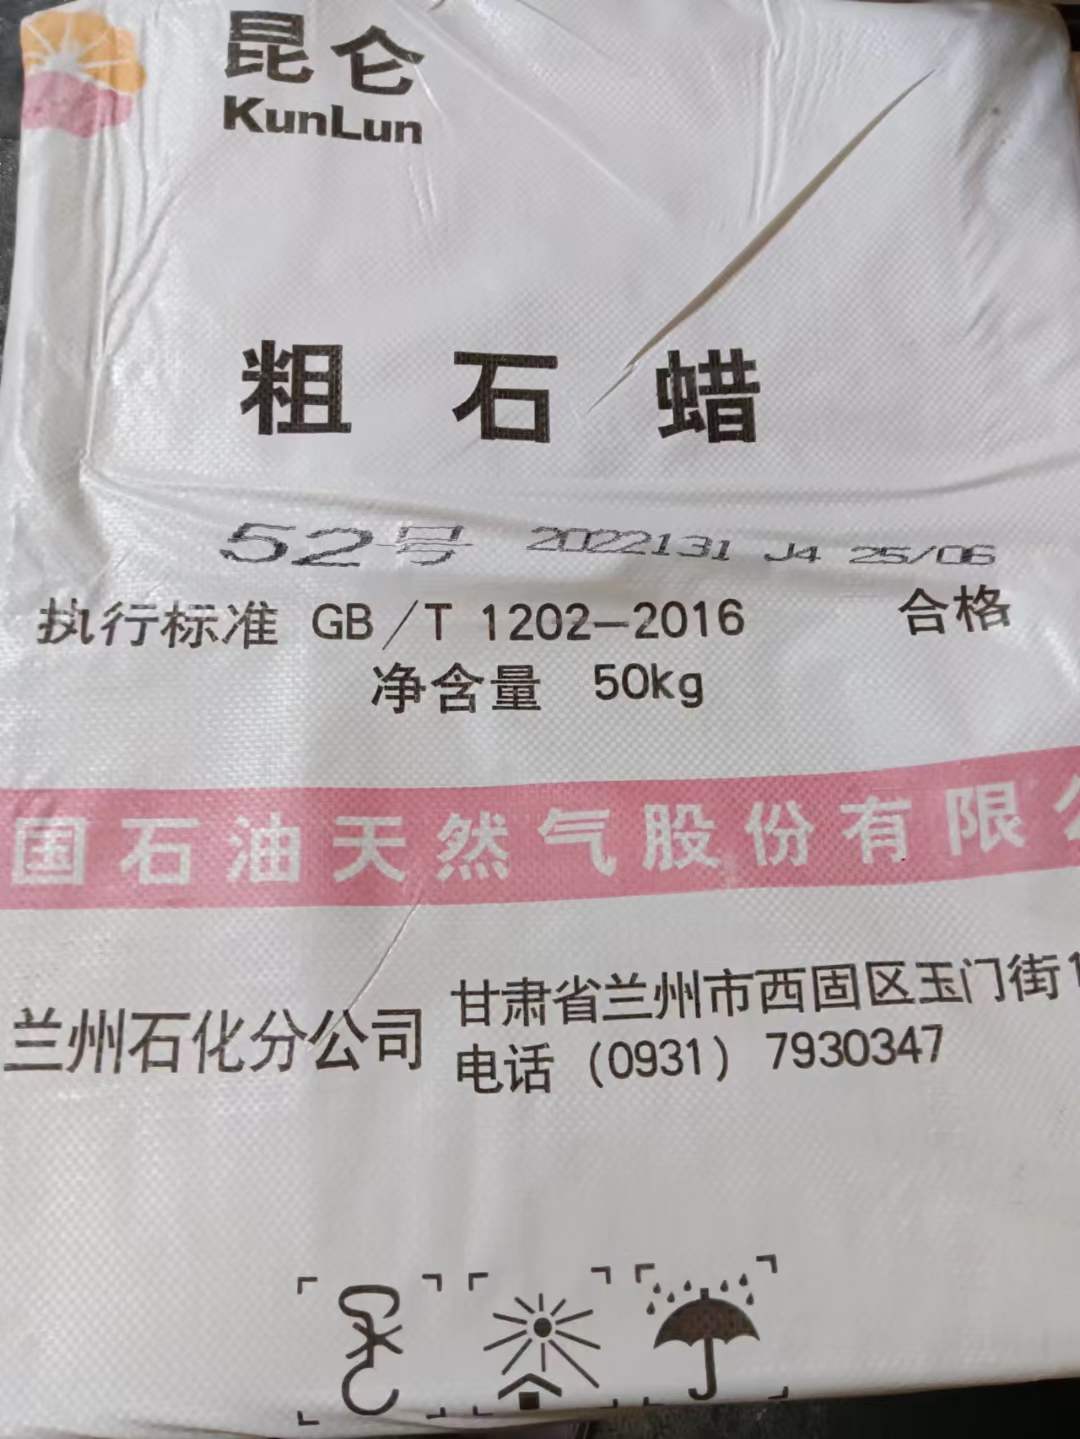 昆仑
KunLun
粗石蜡
52号 2022131 J4 25/06
执行标准 GB/T 1202-2016 合格
净含量 50kg
国石油天然气股份有限
兰州石化分公司
甘肃省兰州市西固区玉门街1
电话 (0931) 7930347